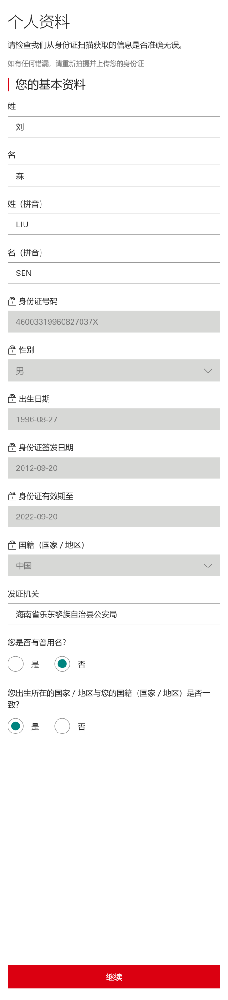 个人资料
请检查我们从身份证扫描获取的信息是否准确无误。
如有任何错漏，请重新拍摄并上传您的身份证
您的基本资料
姓
刘
名
森
姓（拼音）
LIU
名（拼音）
SEN
身份证号码
46003319960827037X
性别
男
出生日期
1996-08-27
身份证签发日期
2012-09-20
身份证有效期至
2022-09-20
国籍（国家 / 地区）
中国
发证机关
海南省乐东黎族自治县公安局
您是否有曾用名？
是 否
您出生所在的国家 / 地区与您的国籍（国家 / 地区）是否一
致？
是 否
继续